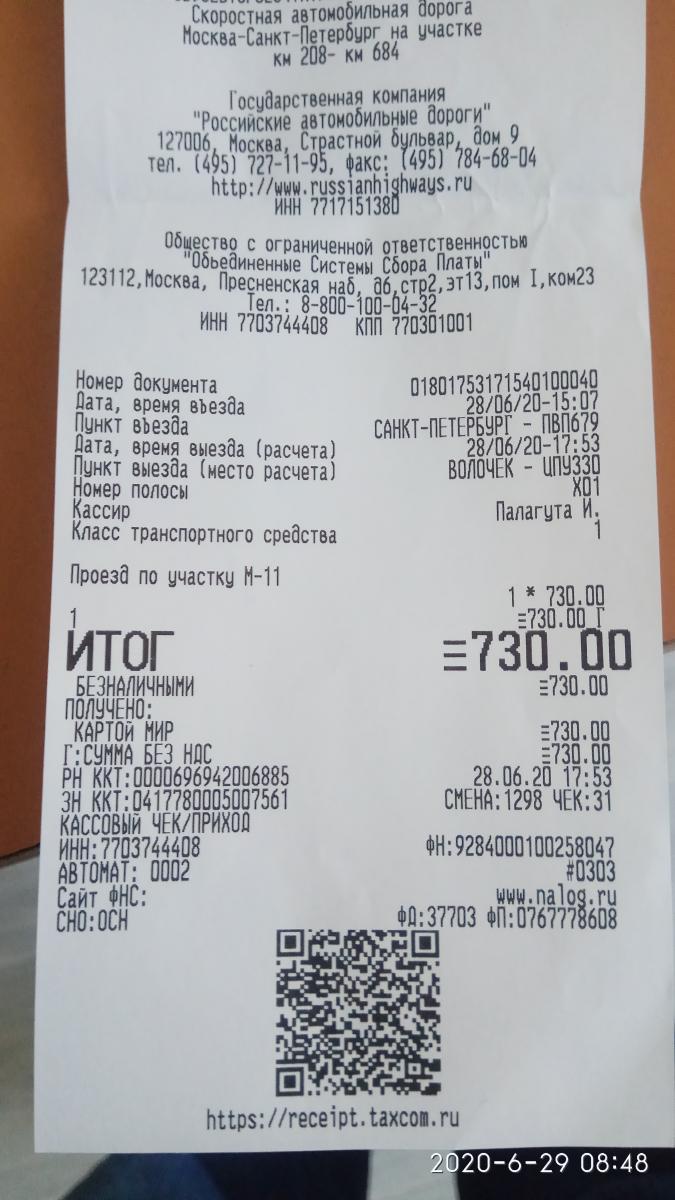 Скоростная автомобильная дорога
Москва-Санкт-Петербург на участке
км 208- км 684
Государственная компания
"Российские автомобильные дороги"
127006, Москва, Страстной бульвар, дом 9
тел. (495) 727-11-95, факс: (495) 784-68-04
http://www.russianhighways.ru
ИНН 7717151380
Общество с ограниченной ответственностью
"Объединенные Системы Сбора Платы"
123112,Москва, Пресненская наб, д6,стр2,эт13,пом I,ком23
Тел.: 8-800-100-04-32
ИНН 7703744408 КПП 770301001
Номер документа 01801753171540100040
Дата, время въезда 28/06/20-15:07
Пункт въезда САНКТ-ПЕТЕРБУРГ - ПВП679
Дата, время выезда (расчета) 28/06/20-17:53
Пункт выезда (место расчета) ВОЛОЧЕК - ЦПУ330
Номер полосы X01
Кассир Палагута И.
Класс транспортного средства 1
Проезд по участку М-11
1 * 730.00
1 ≡730.00 Г
ИТОГ ≡730.00
БЕЗНАЛИЧНЫМИ ≡730.00
ПОЛУЧЕНО:
КАРТОЙ МИР ≡730.00
Г:СУММА БЕЗ НДС ≡730.00
РН ККТ:0000696942006885 28.06.20 17:53
ЗН ККТ:0417780005007561 СМЕНА:1298 ЧЕК:31
КАССОВЫЙ ЧЕК/ПРИХОД
ИНН:7703744408 ФН:9284000100258047
АВТОМАТ: 0002 #0303
Сайт ФНС: www.nalog.ru
СНО:ОСН ФД:37703 ФП:0767778608
https://receipt.taxcom.ru
2020-6-29 08:48